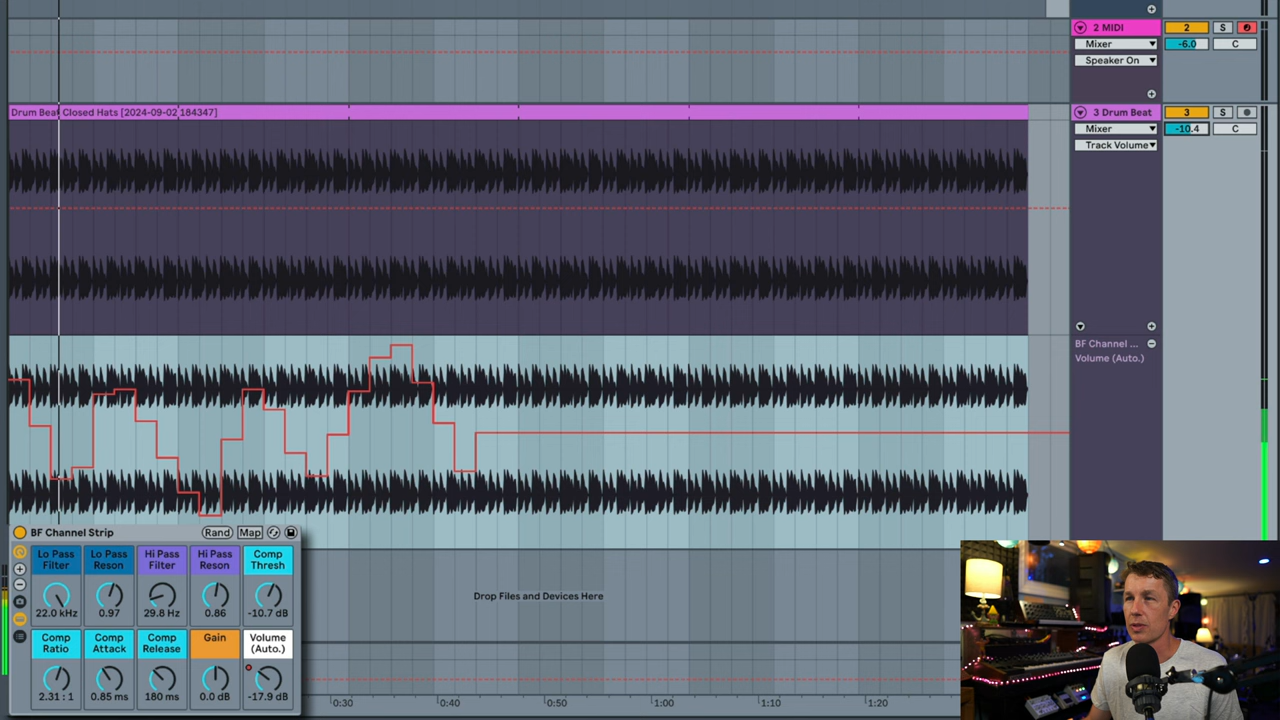 2 MIDI
2
S
Mixer
-6.0
C
Speaker On
Drum Beat Closed Hats [2024-09-02 184347]
3 Drum Beat
3
S
Mixer
-10.4
C
Track Volume
BF Channel ...
Volume (Auto.)
BF Channel Strip
Rand
Map
Lo Pass Filter
Lo Pass Reson
Hi Pass Filter
Hi Pass Reson
Comp Thresh
22.0 kHz
0.97
29.8 Hz
0.86
-10.7 dB
Comp Ratio
Comp Attack
Comp Release
Gain
Volume (Auto.)
2.31 : 1
0.85 ms
180 ms
0.0 dB
-17.9 dB
Drop Files and Devices Here
0:30
0:40
0:50
1:00
1:10
1:20